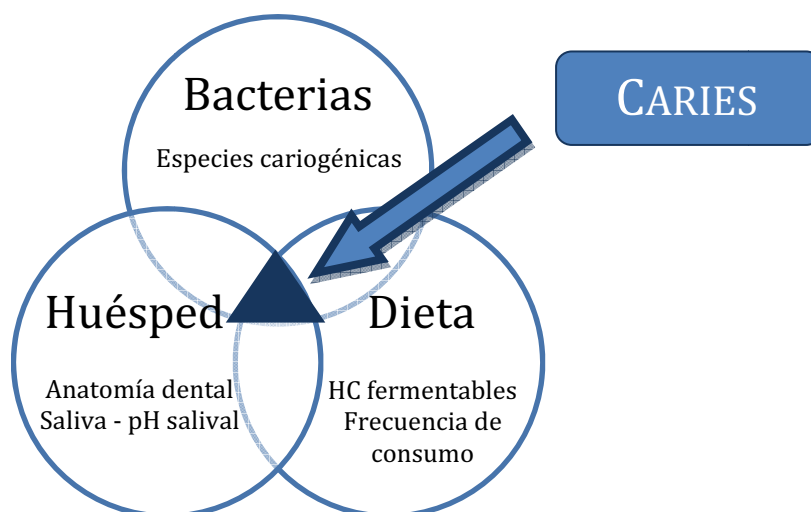 Bacterias
Especies cariogénicas
CARIES
Huésped
Anatomía dental
Saliva - pH salival
Dieta
HC fermentables
Frecuencia de
consumo